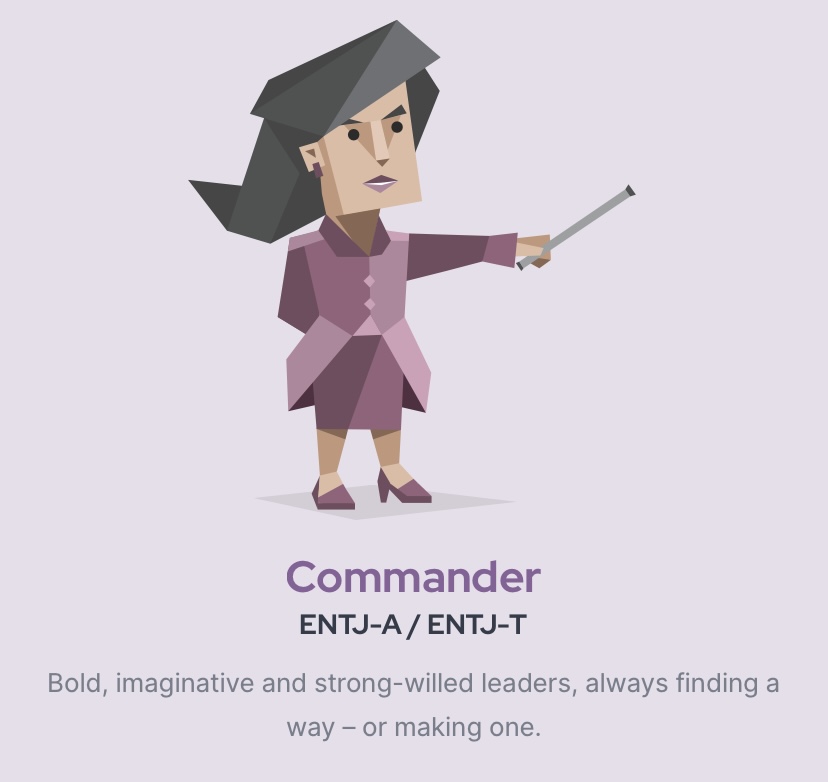 Commander
ENTJ-A / ENTJ-T
Bold, imaginative and strong-willed leaders, always finding a
way – or making one.